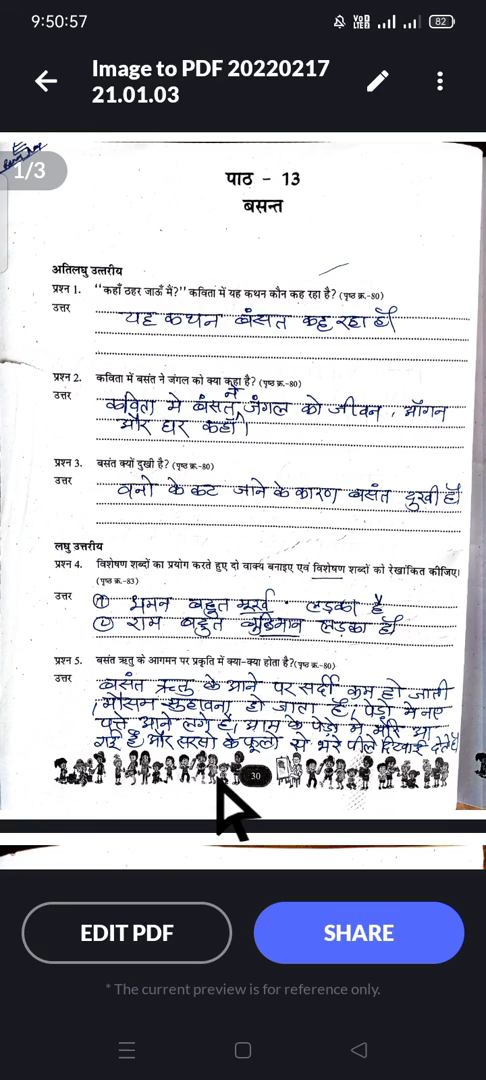 9:50:57
82
Image to PDF 20220217
21.01.03
1/3
पाठ - 13
बसन्त
अतिलघु उत्तरीय
प्रश्न 1. "कहाँ ठहर जाऊँ मैं?" कविता में यह कथन कौन कह रहा है? (पृष्ठ क्र.-80)
उत्तर यह कथन बंसत कह रहा हैं।
प्रश्न 2. कविता में बसंत ने जंगल को क्या कहा है? (पृष्ठ क्र.-80)
उत्तर कविता मे बंसत ने जंगल को जीवन, आँगन
और घर कहाँ।
प्रश्न 3. बसंत क्यों दुखी है? (पृष्ठ क्र.-80)
उत्तर वनो के कट जाने के कारण बसंत दुखी हैं।
लघु उत्तरीय
प्रश्न 4. विशेषण शब्दों का प्रयोग करते हुए दो वाक्य बनाइए एवं विशेषण शब्दों को रेखांकित कीजिए।
(पृष्ठ क्र.-83)
उत्तर ① बहुत मूर्ख लड़का है
② राम बहुत बुद्धिमान लड़का हैं।
प्रश्न 5. बसंत ऋतु के आगमन पर प्रकृति में क्या-क्या होता है?(पृष्ठ क्र.-80)
उत्तर बसंत ऋतु के आने पर सर्दी कम हो जाती
, मौसम सुहावना हो जाता है, पेड़ो मे नए
पत्ते आने लगते हैं, आम के पेड़ो मे बौर आ
गई हैं और सरसो के फूलो से भरे पीले दिखाई देते हैं
30
EDIT PDF
SHARE
* The current preview is for reference only.